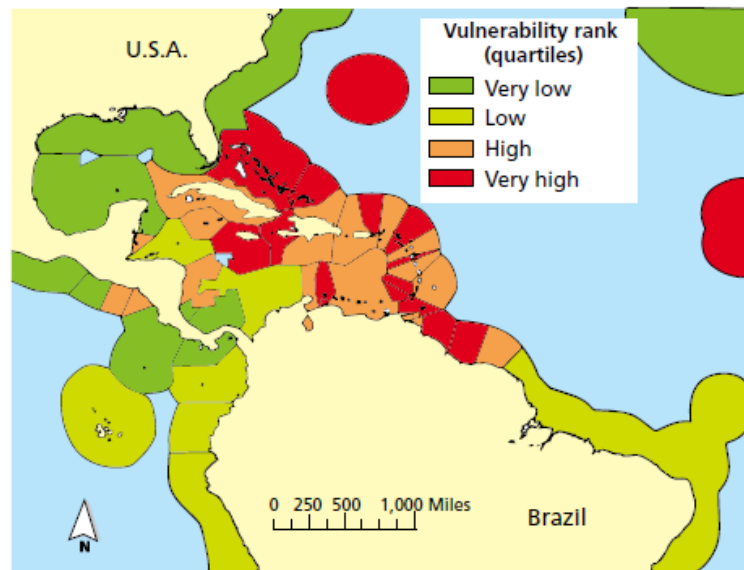 U.S.A.
Vulnerability rank
(quartiles)
Very low
Low
High
Very high
0 250 500 1,000 Miles
Brazil
N